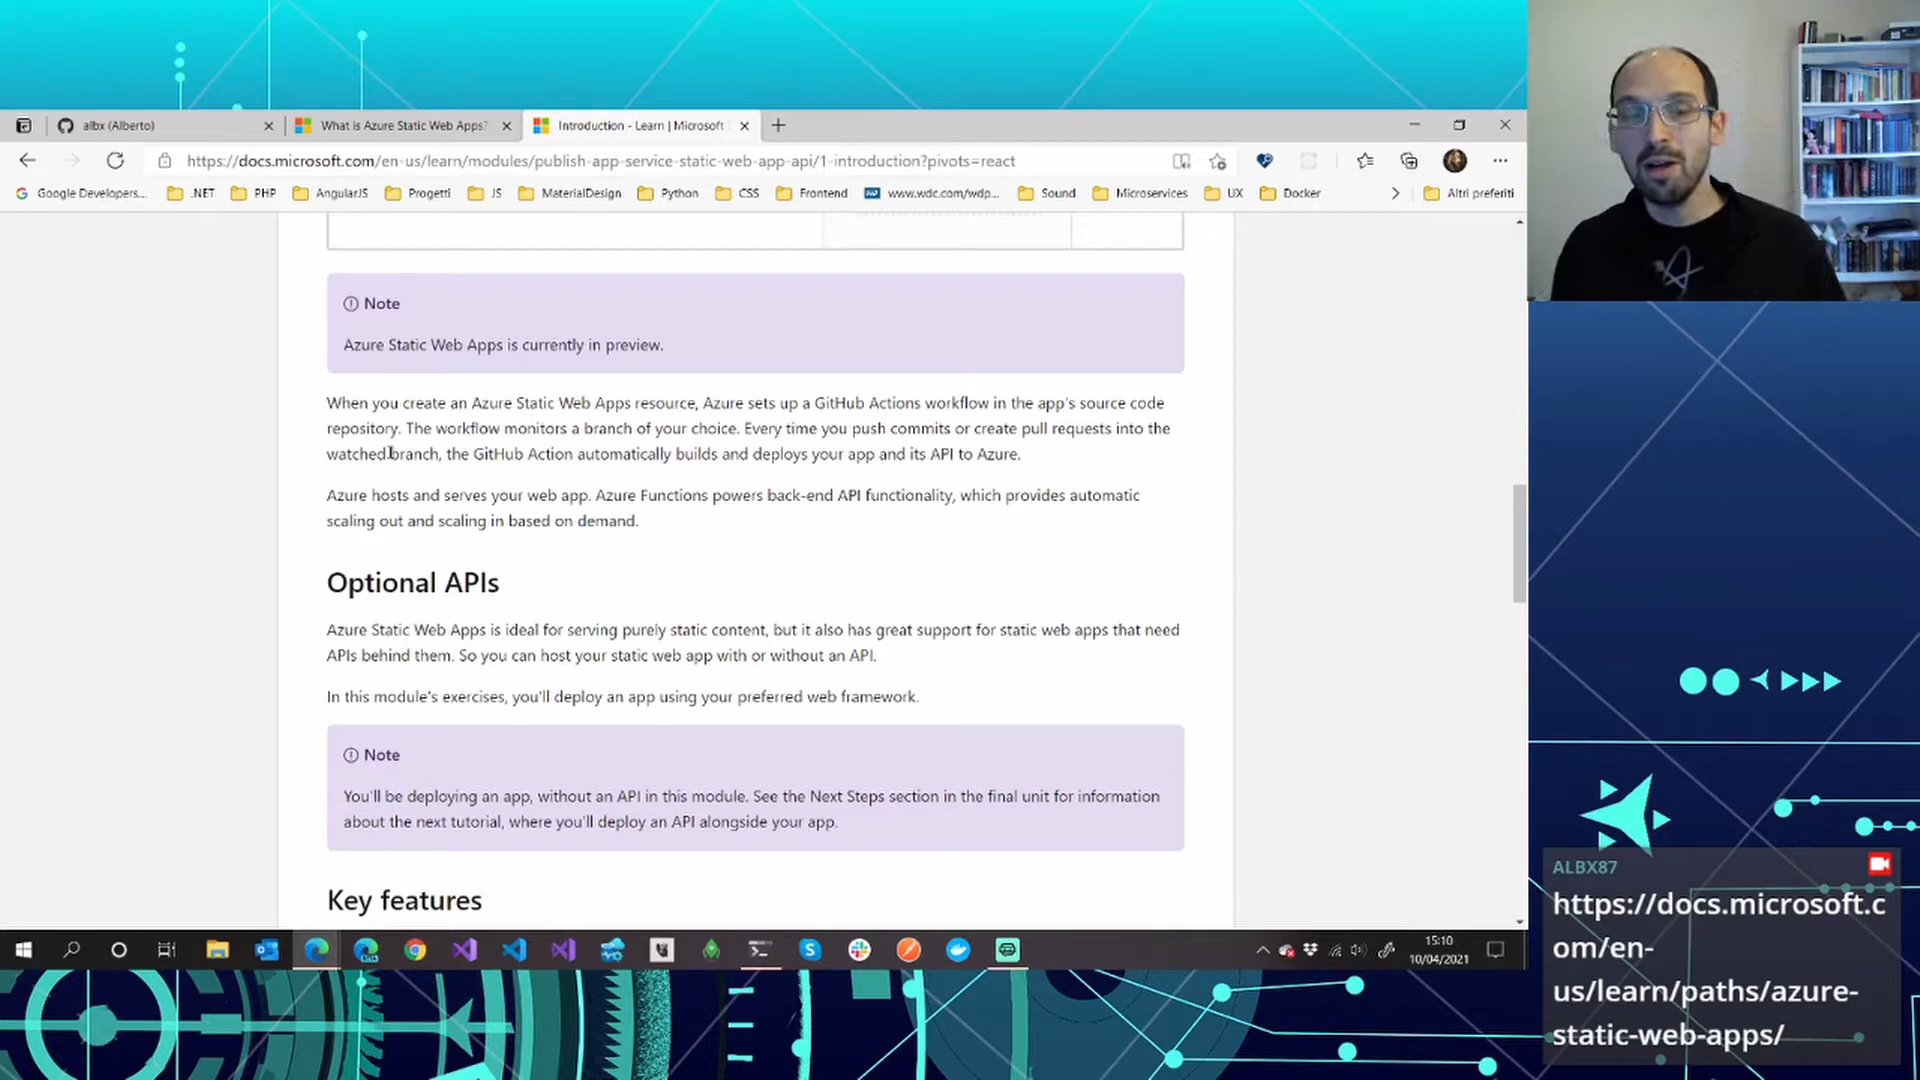 albx (Alberto)
What is Azure Static Web Apps?
Introduction - Learn | Microsoft
https://docs.microsoft.com/en-us/learn/modules/publish-app-service-static-web-app-api/1-introduction?pivots=react
Google Developers... .NET PHP AngularJS Progetti JS MaterialDesign Python CSS Frontend www.wdc.com/wdp... Sound Microservices UX Docker Altri preferiti
Note
Azure Static Web Apps is currently in preview.
When you create an Azure Static Web Apps resource, Azure sets up a GitHub Actions workflow in the app's source code
repository. The workflow monitors a branch of your choice. Every time you push commits or create pull requests into the
watched branch, the GitHub Action automatically builds and deploys your app and its API to Azure.
Azure hosts and serves your web app. Azure Functions powers back-end API functionality, which provides automatic
scaling out and scaling in based on demand.
Optional APIs
Azure Static Web Apps is ideal for serving purely static content, but it also has great support for static web apps that need
APIs behind them. So you can host your static web app with or without an API.
In this module's exercises, you'll deploy an app using your preferred web framework.
Note
You'll be deploying an app, without an API in this module. See the Next Steps section in the final unit for information
about the next tutorial, where you'll deploy an API alongside your app.
Key features
15:10
10/04/2021
ALBX87
https://docs.microsoft.c
om/en-
us/learn/paths/azure-
static-web-apps/